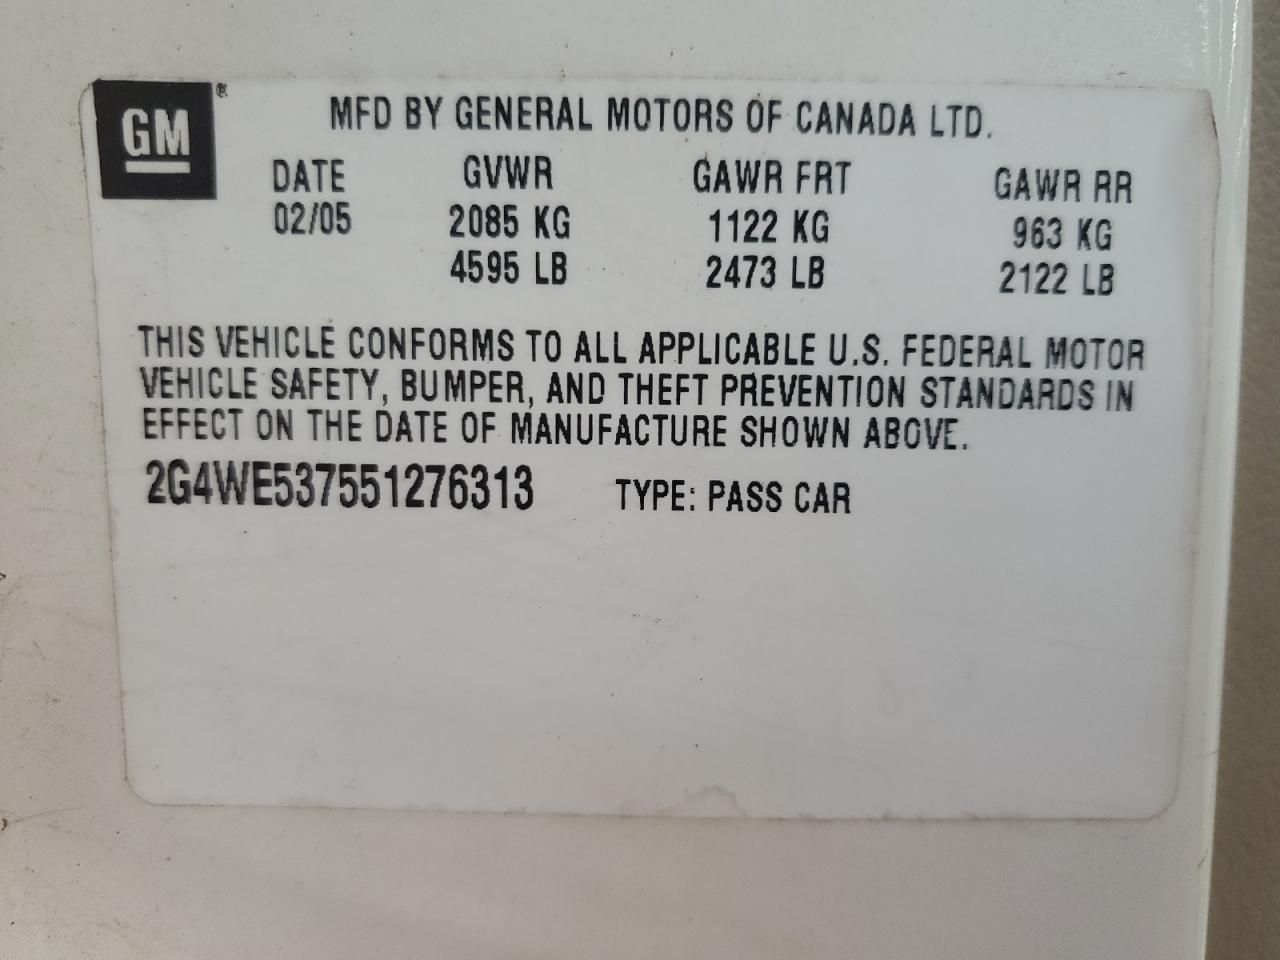 GM®
MFD BY GENERAL MOTORS OF CANADA LTD.
DATE GVWR GAWR FRT GAWR RR
02/05 2085 KG 1122 KG 963 KG
4595 LB 2473 LB 2122 LB
THIS VEHICLE CONFORMS TO ALL APPLICABLE U.S. FEDERAL MOTOR
VEHICLE SAFETY, BUMPER, AND THEFT PREVENTION STANDARDS IN
EFFECT ON THE DATE OF MANUFACTURE SHOWN ABOVE.
2G4WE537551276313 TYPE: PASS CAR